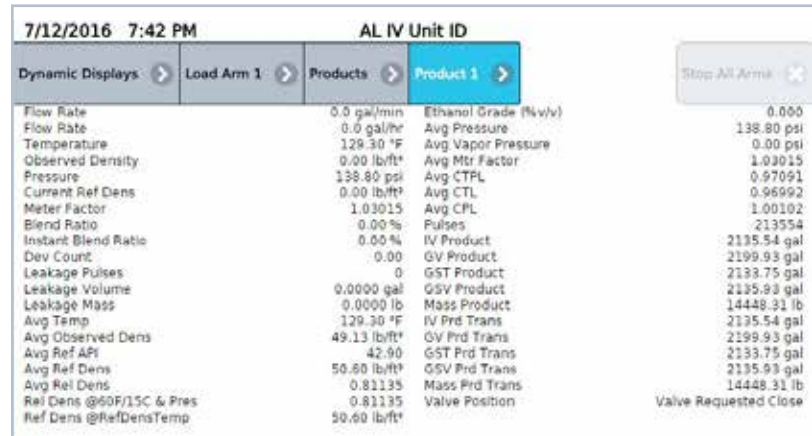 7/12/2016 7:42 PM AL IV Unit ID
Dynamic Displays Load Arm 1 Products Product 1 Stop All Arms
Flow Rate 0.0 gal/min Ethanol Grade (%v/v) 0.000
Flow Rate 0.0 gal/hr Avg Pressure 138.80 psi
Temperature 129.30 °F Avg Vapor Pressure 0.00 psi
Observed Density 0.00 lb/ft³ Avg Mtr Factor 1.03015
Pressure 138.80 psi Avg CTPL 0.97091
Current Ref Dens 0.00 lb/ft³ Avg CTL 0.96992
Meter Factor 1.03015 Avg CPL 1.00102
Blend Ratio 0.00 % Pulses 213554
Instant Blend Ratio 0.00 % IV Product 2135.54 gal
Dev Count 0.00 GV Product 2199.93 gal
Leakage Pulses 0 GST Product 2133.75 gal
Leakage Volume 0.0000 gal GSV Product 2135.93 gal
Leakage Mass 0.0000 lb Mass Product 14448.31 lb
Avg Temp 129.30 °F IV Prd Trans 2135.54 gal
Avg Observed Dens 49.13 lb/ft³ GV Prd Trans 2199.93 gal
Avg Ref API 42.90 GST Prd Trans 2133.75 gal
Avg Ref Dens 50.60 lb/ft³ GSV Prd Trans 2135.93 gal
Avg Rel Dens 0.81135 Mass Prd Trans 14448.31 lb
Rel Dens @60F/15C & Pres 0.81135 Valve Position Valve Requested Close
Ref Dens @RefDensTemp 50.60 lb/ft³